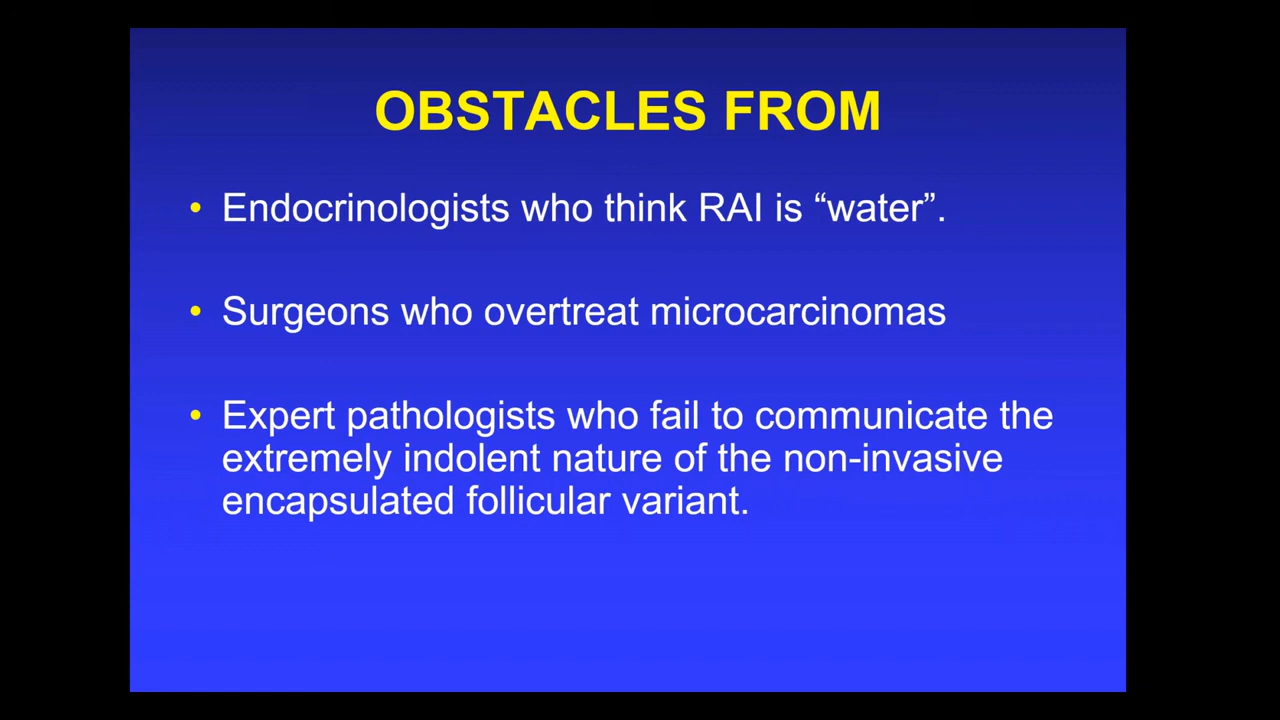 OBSTACLES FROM
• Endocrinologists who think RAI is “water”.
• Surgeons who overtreat microcarcinomas
• Expert pathologists who fail to communicate the
extremely indolent nature of the non-invasive
encapsulated follicular variant.